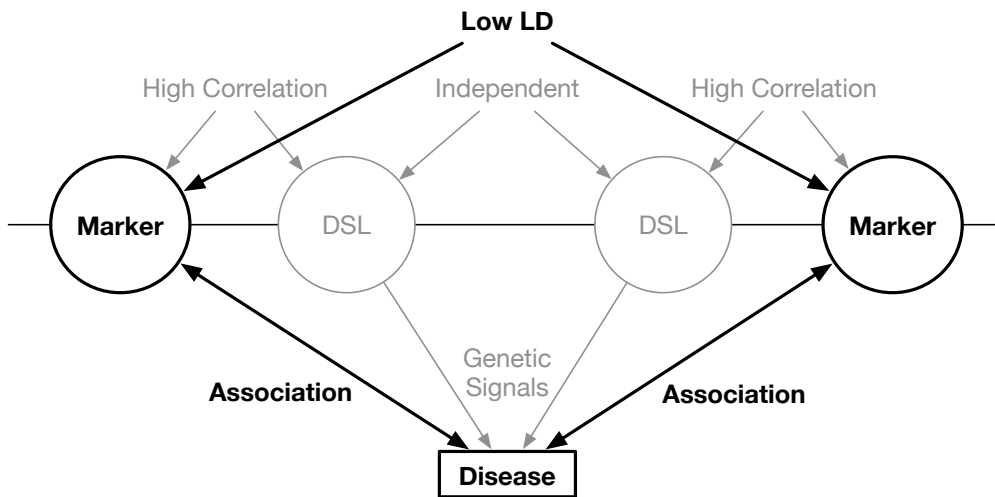 Low LD
High Correlation
Independent
High Correlation
Marker
DSL
DSL
Marker
Genetic
Signals
Association
Association
Disease